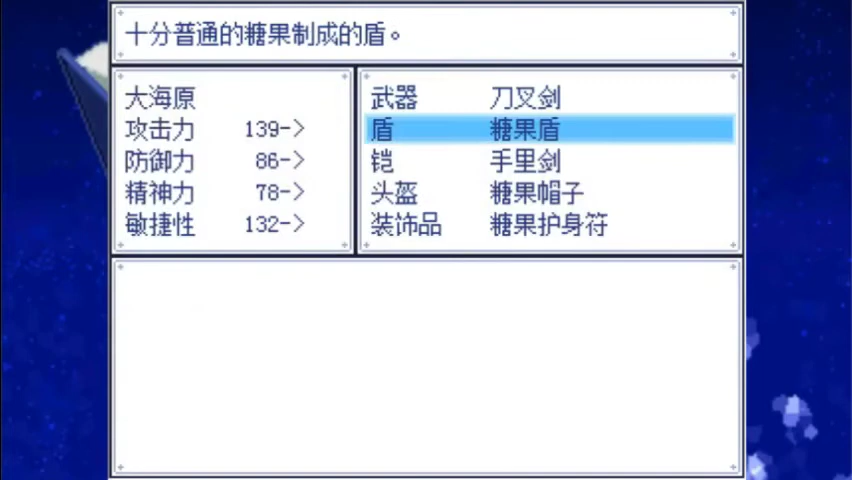 十分普通的糖果制成的盾。
大海原
攻击力 139->
防御力 86->
精神力 78->
敏捷性 132->
武器 刀叉剑
盾 糖果盾
铠 手里剑
头盔 糖果帽子
装饰品 糖果护身符